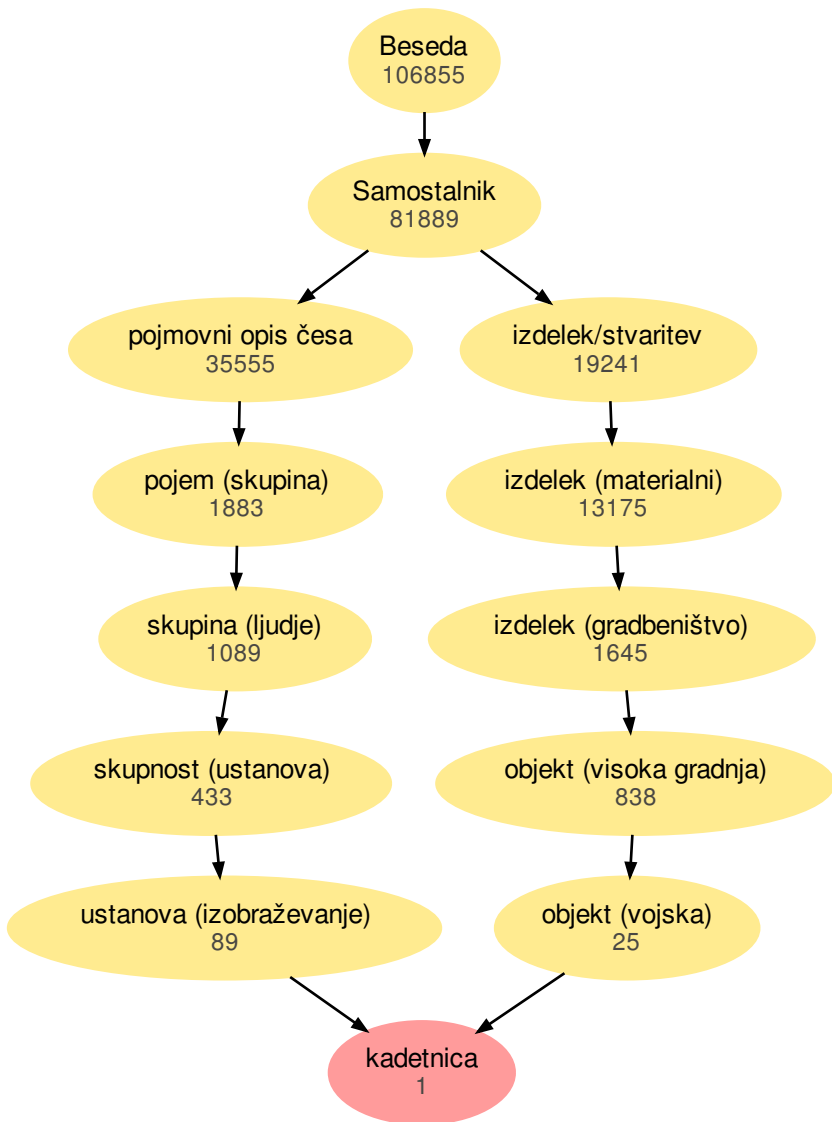 Beseda
106855
Samostalnik
81889
pojmovni opis česa
35555
izdelek/stvaritev
19241
pojem (skupina)
1883
izdelek (materialni)
13175
skupina (ljudje)
1089
izdelek (gradbeništvo)
1645
skupnost (ustanova)
433
objekt (visoka gradnja)
838
ustanova (izobraževanje)
89
objekt (vojska)
25
kadetnica
1